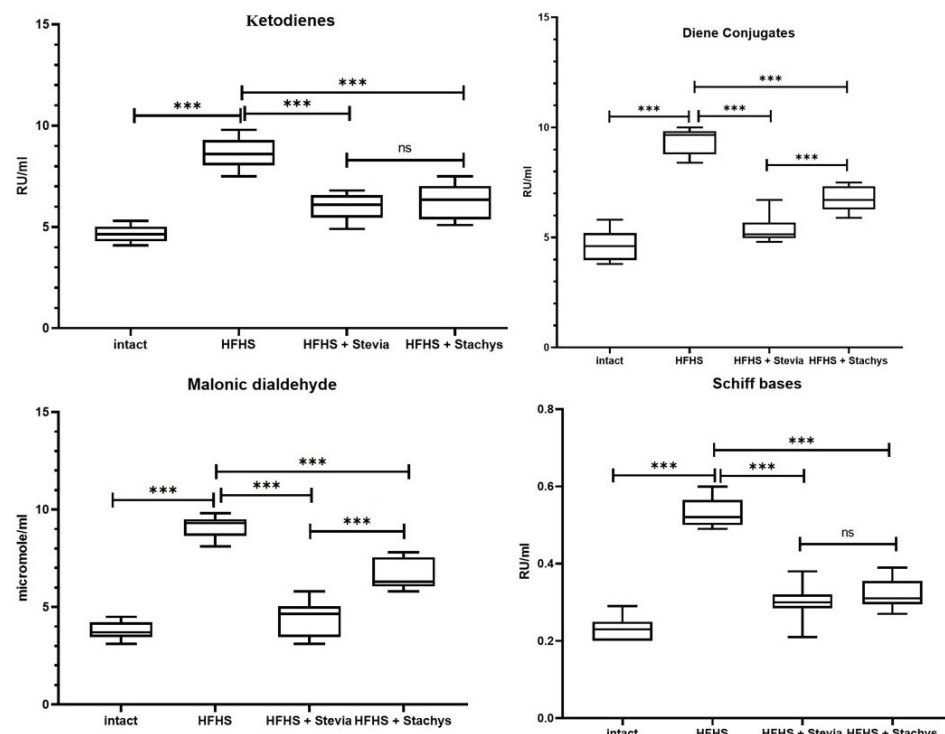 Ketodienes
15
10
5
0
RU/ml
***
***
***
ns
intact
HFHS
HFHS + Stevia
HFHS + Stachys
Diene Conjugates
15
10
5
0
RU/ml
***
***
***
***
intact
HFHS
HFHS + Stevia
HFHS + Stachys
Malonic dialdehyde
15
10
5
0
micromole/ml
***
***
***
***
intact
HFHS
HFHS + Stevia
HFHS + Stachys
Schiff bases
0.8
0.6
0.4
0.2
0.0
RU/ml
***
***
***
ns
intact
HFHS
HFHS + Stevia
HFHS + Stachys